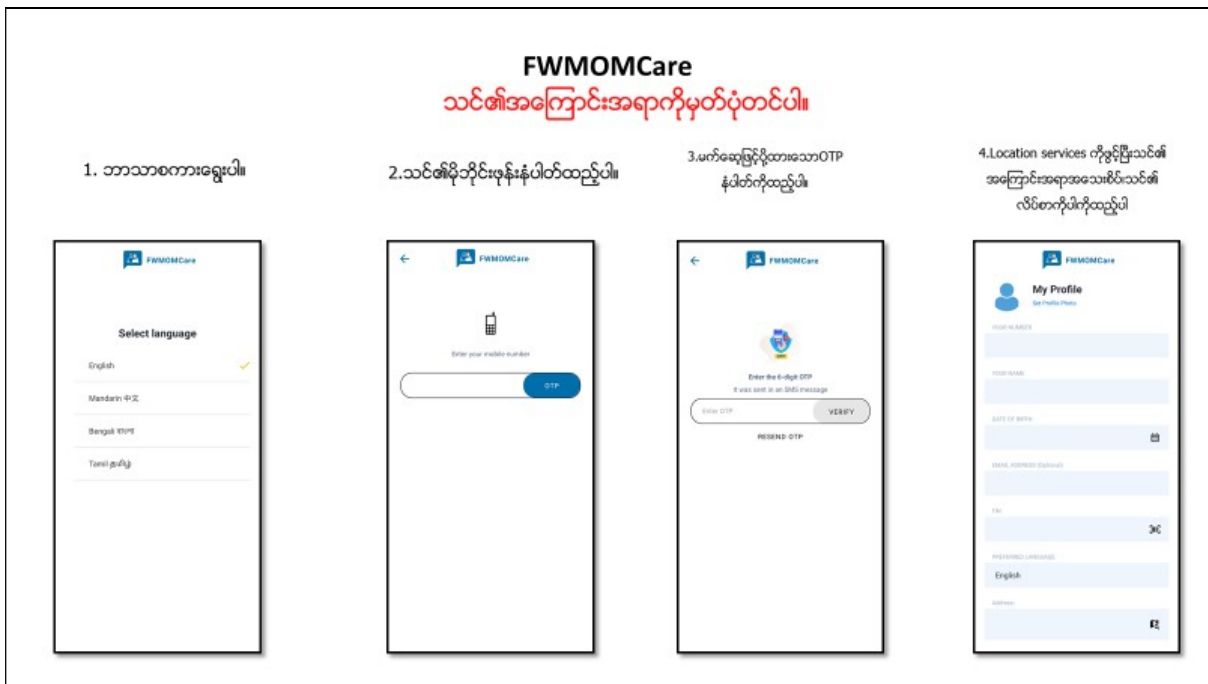 FWMOMCare
သင်၏အကြောင်းအရာကိုမှတ်ပုံတင်ပါ။
1. ဘာသာစကားရွေးပါ။
2.သင်၏မိုဘိုင်းဖုန်းနံပါတ်ထည့်ပါ။
3.မက်ဆေ့ဖြင့်ပို့ထားသောOTP
နံပါတ်ကိုထည့်ပါ။
4.Location services ကိုဖွင့်ပြီးသင်၏
အကြောင်းအရာအသေးစိပ်၊သင်၏
လိပ်စာကိုပါကိုထည့်ပါ
FWMOMCare
Select language
English
Mandarin 中文
Bengali বাংলা
Tamil தமிழ்
FWMOMCare
Enter your mobile number
OTP
FWMOMCare
Enter the 6-digit OTP
It was sent in an SMS message
Enter OTP
VERIFY
RESEND OTP
FWMOMCare
My Profile
Set Profile Photo
YOUR NUMBER
YOUR NAME
DATE OF BIRTH
EMAIL ADDRESS (Optional)
FIN
PREFERRED LANGUAGE
English
Address